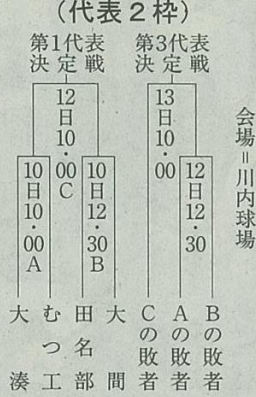 (代表2枠)
第1代表決定戦
第3代表決定戦
12日10・00C
13日10・00
10日10・00A
10日12・30B
12日12・30
大湊
むつ工
田名部
大間
Cの敗者
Aの敗者
Bの敗者
会場=川内球場